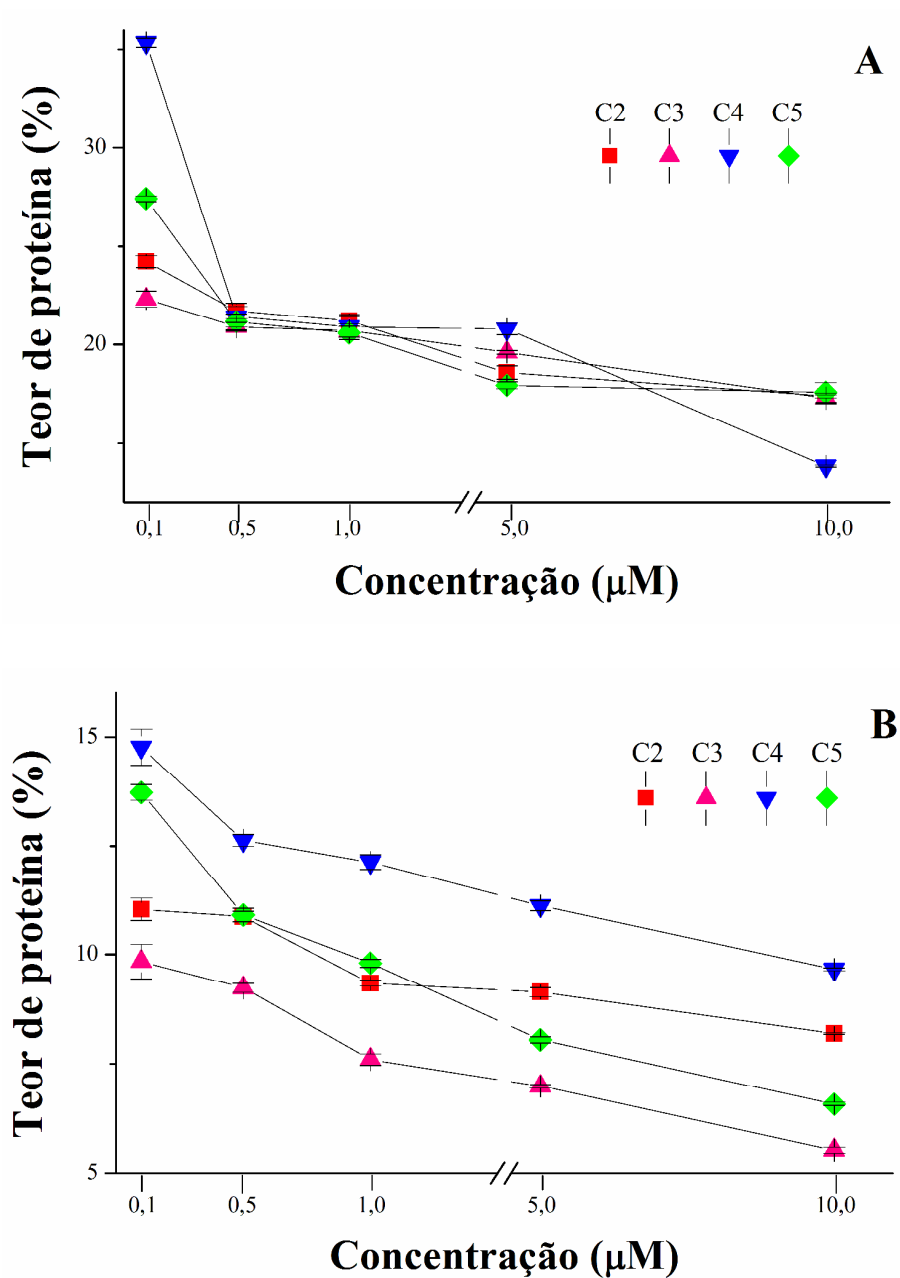 A
C2 C3 C4 C5
30
20
Teor de proteína (%)
0,1 0,5 1,0 5,0 10,0
Concentração (μM)
B
C2 C3 C4 C5
15
10
5
Teor de proteína (%)
0,1 0,5 1,0 5,0 10,0
Concentração (μM)